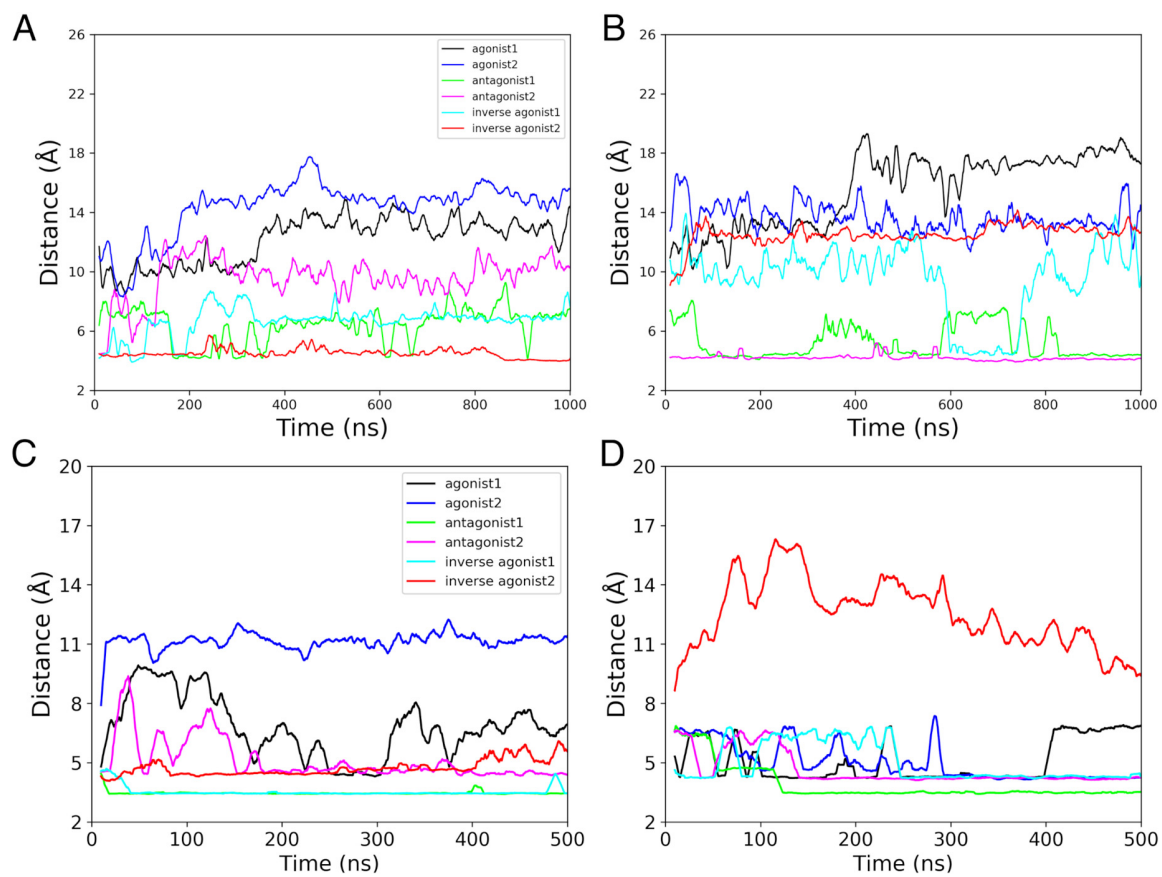 A
26
22
18
14
10
6
2
Distance (Å)
0 200 400 600 800 1000
Time (ns)
agonist1
agonist2
antagonist1
antagonist2
inverse agonist1
inverse agonist2
B
26
22
18
14
10
6
2
Distance (Å)
0 200 400 600 800 1000
Time (ns)
C
20
17
14
11
8
5
2
Distance (Å)
0 100 200 300 400 500
Time (ns)
agonist1
agonist2
antagonist1
antagonist2
inverse agonist1
inverse agonist2
D
20
17
14
11
8
5
2
Distance (Å)
0 100 200 300 400 500
Time (ns)